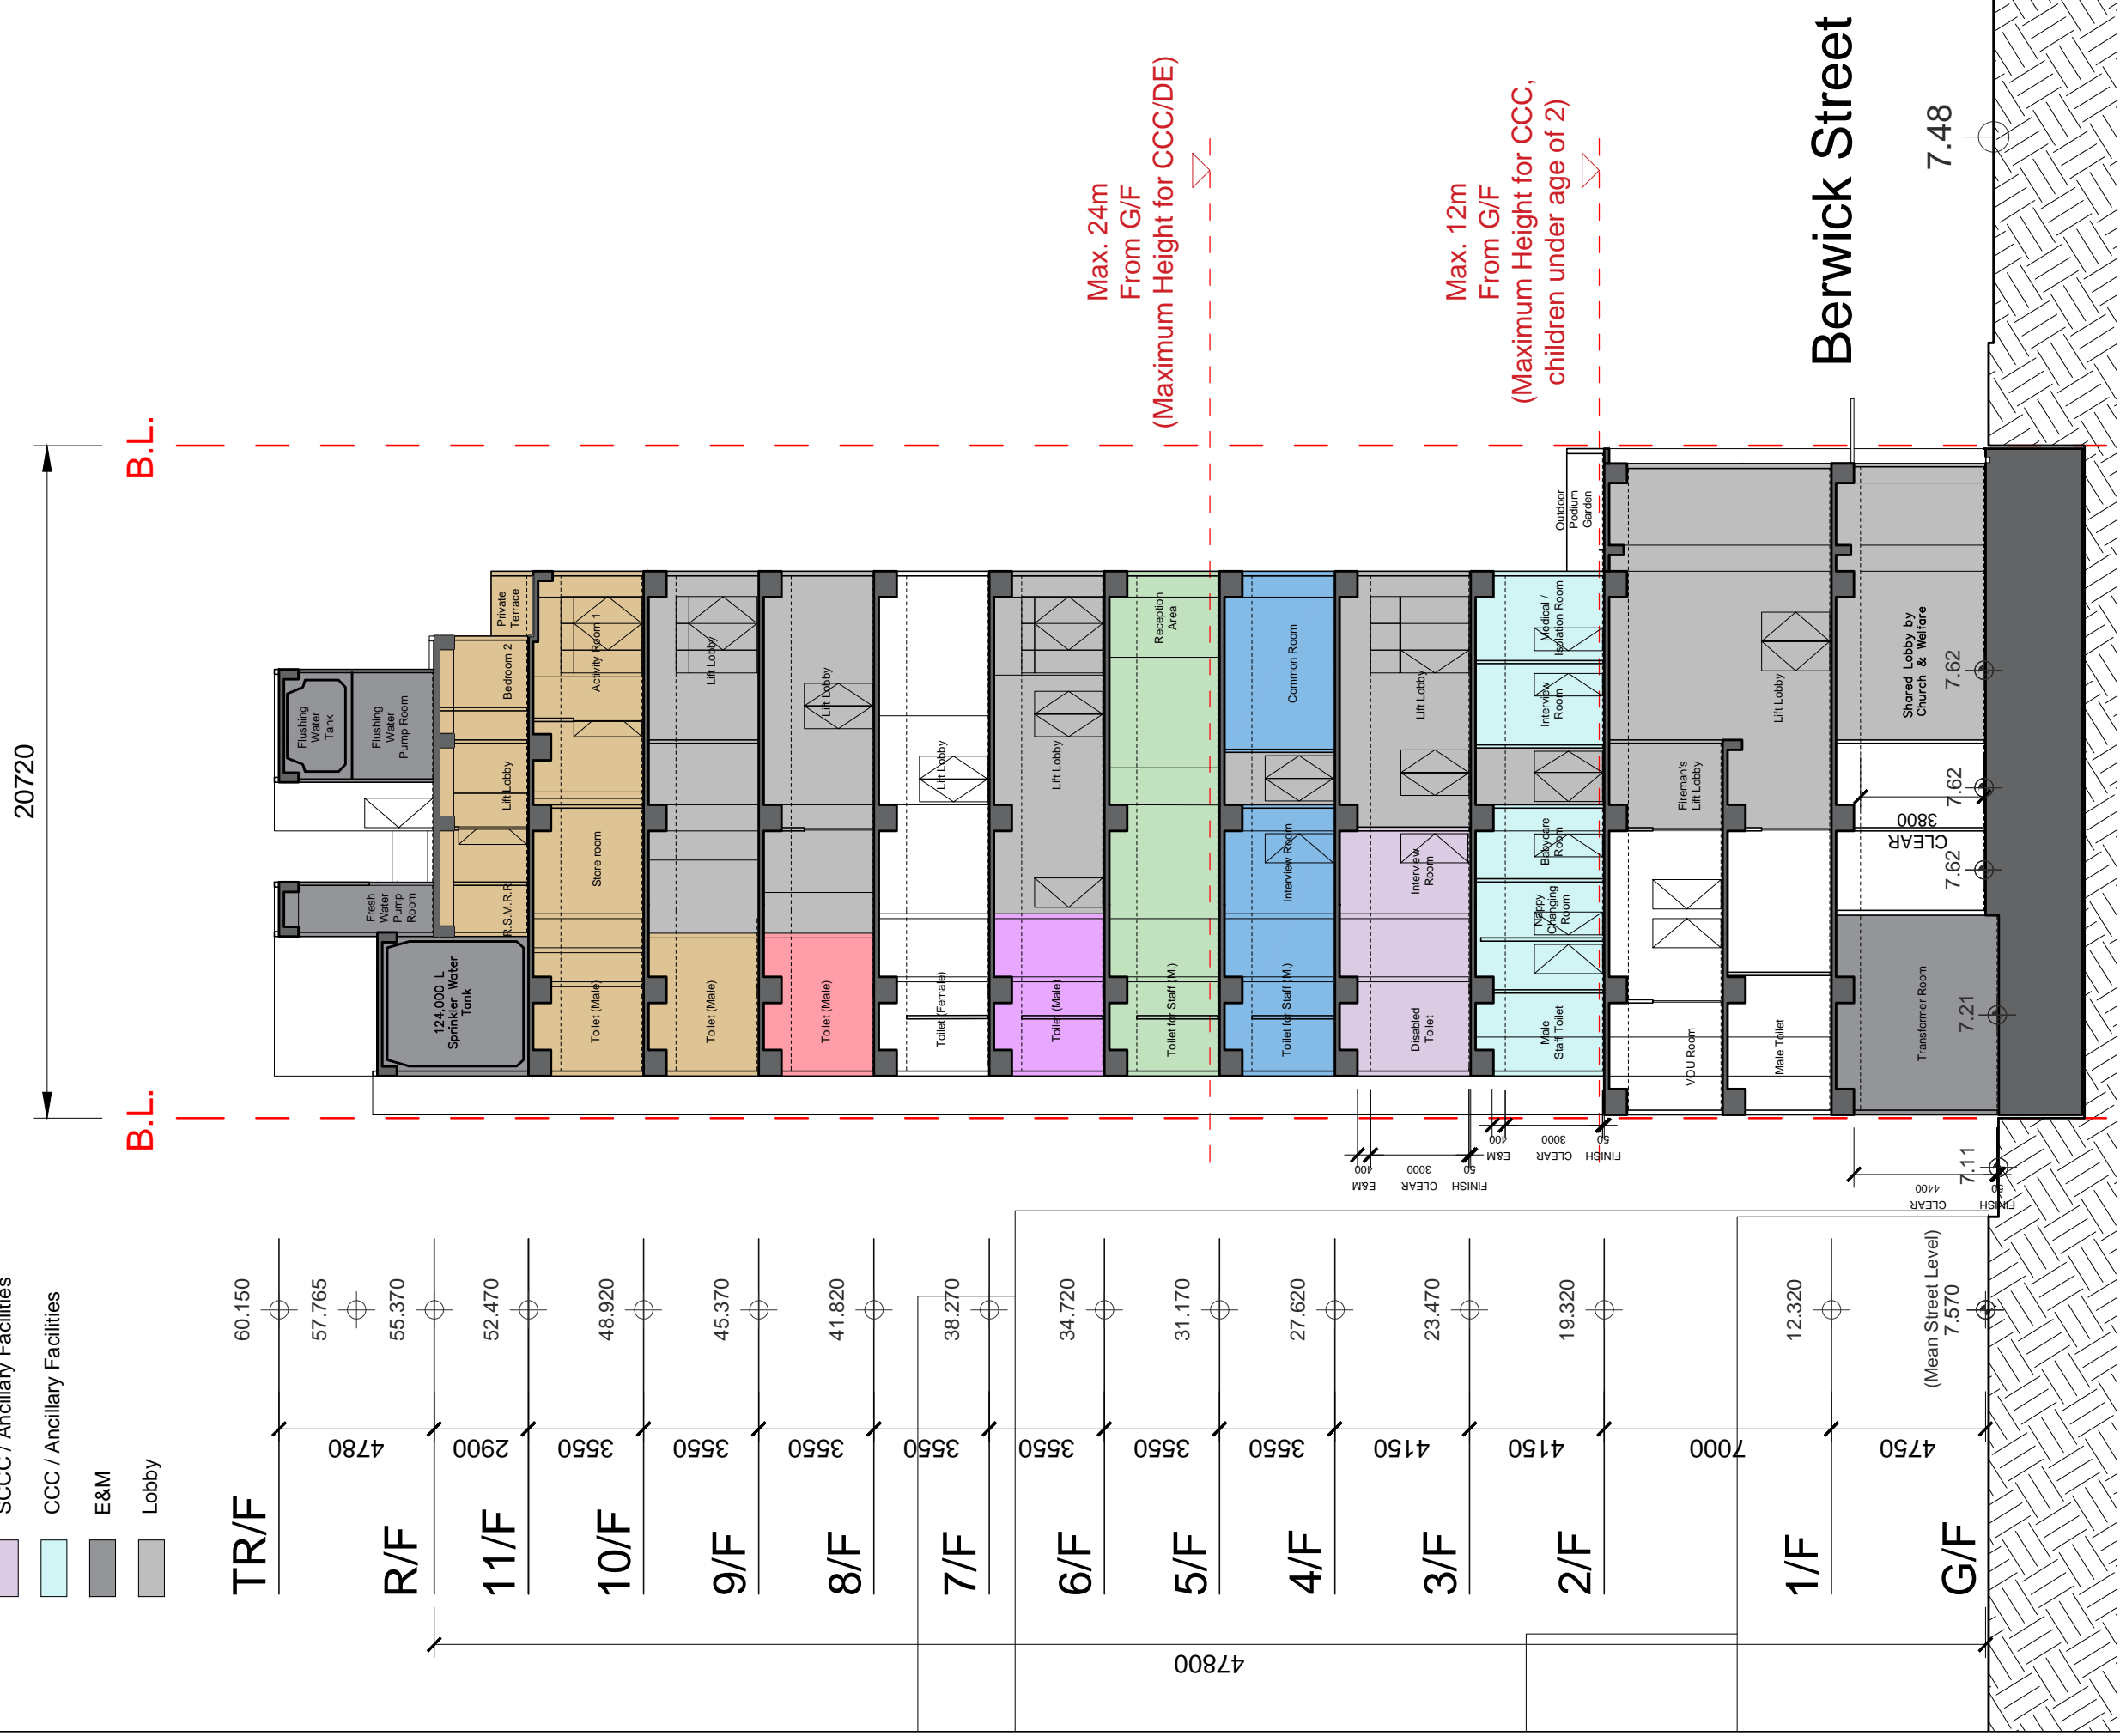 SCCC / Ancillary Facilities
CCC / Ancillary Facilities
E&M
Lobby
20720
B.L.
B.L.
TR/F
R/F
11/F
10/F
9/F
8/F
7/F
6/F
5/F
4/F
3/F
2/F
1/F
G/F
4780
2900
3550
3550
3550
3550
3550
3550
3550
4150
4150
7000
4750
47800
60.150
57.765
55.370
52.470
48.920
45.370
41.820
38.270
34.720
31.170
27.620
23.470
19.320
12.320
(Mean Street Level)
7.570
Flushing
Water
Tank
Flushing
Water
Pump Room
Fresh
Water
Pump
Room
124,000 L
Sprinkler Water
Tank
R.S.M.R.R
Lift Lobby
Bedroom 2
Private
Terrace
Toilet (Male)
Store room
Activity Room 1
Toilet (Male)
Lift Lobby
Toilet (Male)
Lift Lobby
Toilet (Female)
Lift Lobby
Toilet (Male)
Lift Lobby
Toilet for Staff (M.)
Reception
Area
Toilet for Staff (M.)
Interview Room
Common Room
Disabled
Toilet
Interview
Room
Lift Lobby
Male
Staff Toilet
Nappy
Changing
Room
Babycare
Room
Interview
Room
Medical /
Isolation Room
Outdoor
Podium
Garden
VOU Room
Fireman's
Lift Lobby
Male Toilet
Lift Lobby
Transformer Room
Shared Lobby by
Church & Welfare
7.21
7.62
7.62
7.62
3800
CLEAR
400
E&M
3000
CLEAR
50
FINISH
400
E&M
3000
CLEAR
50
FINISH
4400
CLEAR
50
FINISH
7.11
Max. 24m
From G/F
(Maximum Height for CCC/DE)
Max. 12m
From G/F
(Maximum Height for CCC,
children under age of 2)
Berwick Street
7.48